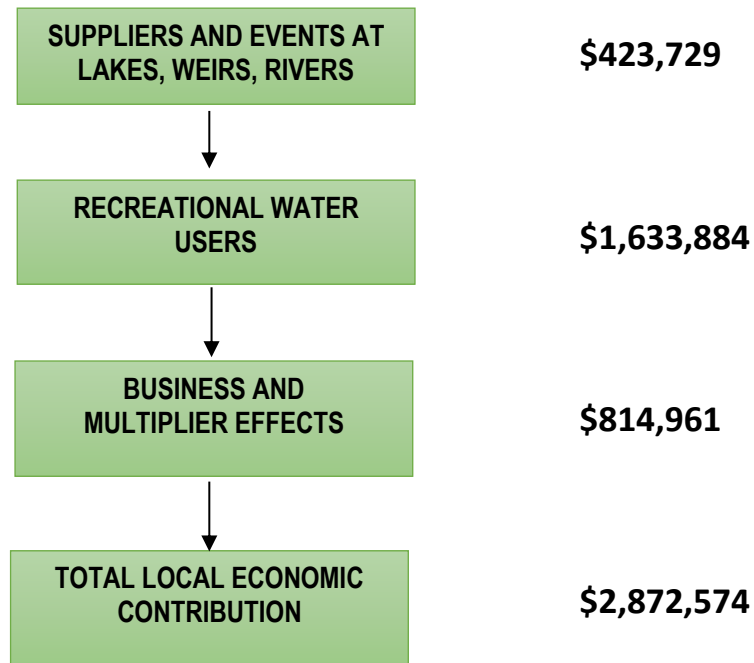 SUPPLIERS AND EVENTS AT
LAKES, WEIRS, RIVERS
$423,729
RECREATIONAL WATER
USERS
$1,633,884
BUSINESS AND
MULTIPLIER EFFECTS
$814,961
TOTAL LOCAL ECONOMIC
CONTRIBUTION
$2,872,574